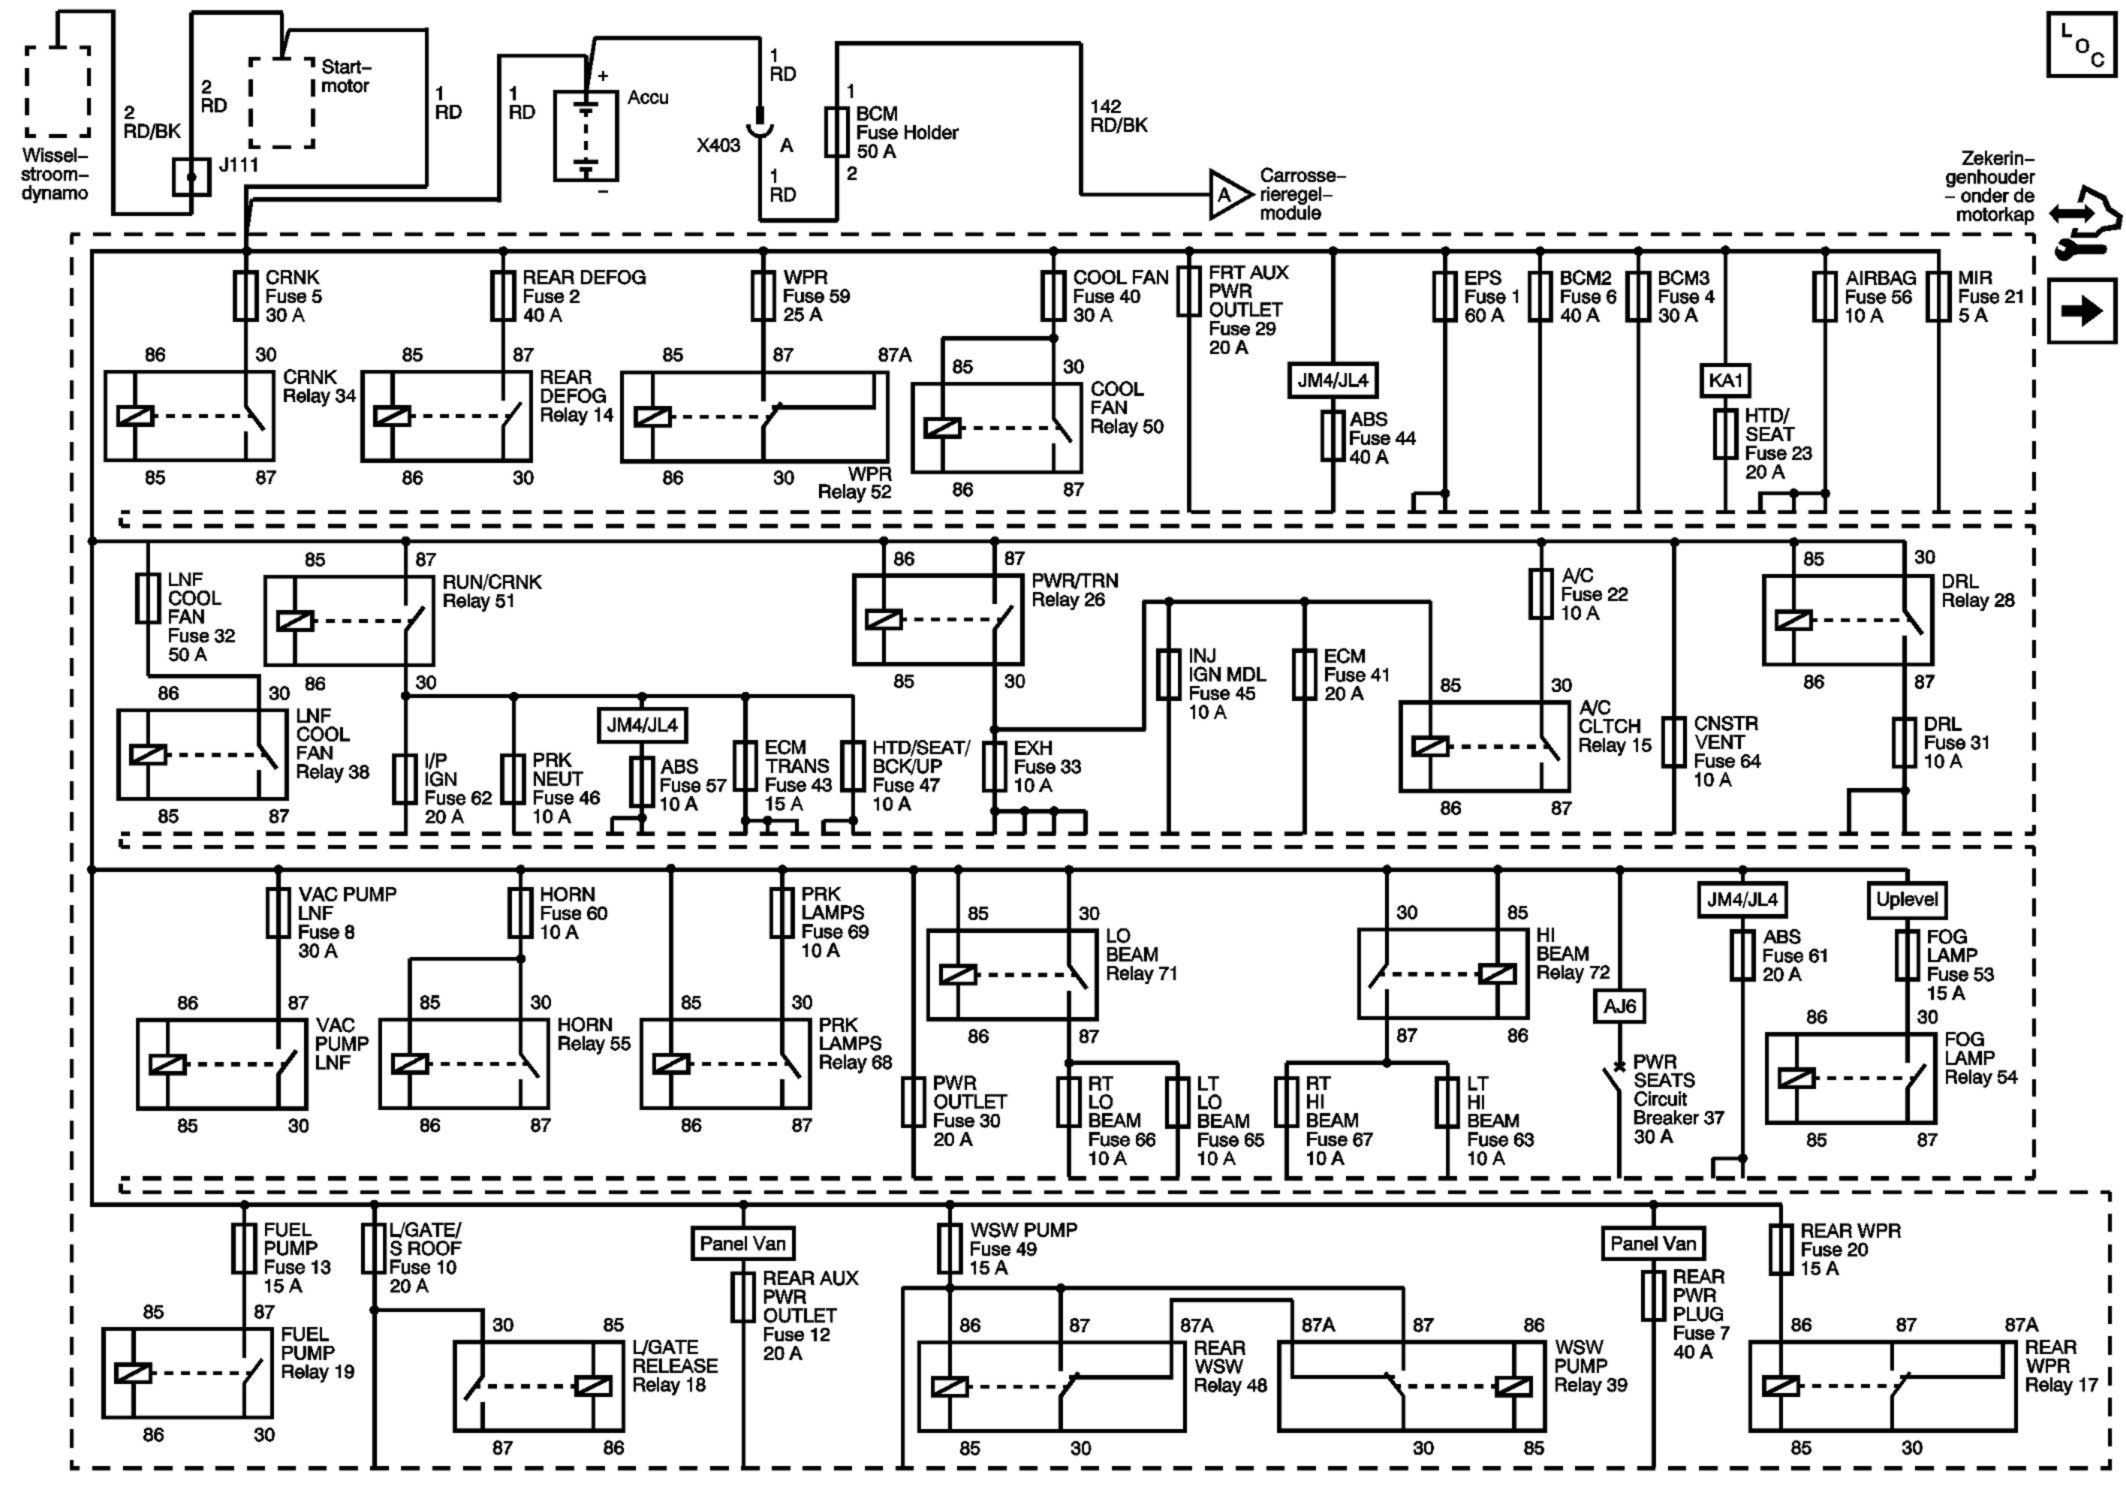 L
O
C
Wissel–
stroom–
dynamo
2
RD/BK
2
RD
J111
Start–
motor
1
RD
1
RD
+
Accu
–
1
RD
X403
A
1
RD
1
BCM
Fuse Holder
50 A
2
142
RD/BK
A
Carrosse–
rieregel–
module
Zekerin–
genhouder
– onder de
motorkap
CRNK
Fuse 5
30 A
REAR DEFOG
Fuse 2
40 A
WPR
Fuse 59
25 A
COOL FAN
Fuse 40
30 A
FRT AUX
PWR
OUTLET
Fuse 29
20 A
EPS
Fuse 1
60 A
BCM2
Fuse 6
40 A
BCM3
Fuse 4
30 A
AIRBAG
Fuse 56
10 A
MIR
Fuse 21
5 A
86
30
CRNK
Relay 34
85
87
85
87
REAR
DEFOG
Relay 14
86
30
85
87
87A
86
30
WPR
Relay 52
85
30
COOL
FAN
Relay 50
86
87
JM4/JL4
ABS
Fuse 44
40 A
KA1
HTD/
SEAT
Fuse 23
20 A
LNF
COOL
FAN
Fuse 32
50 A
85
87
RUN/CRNK
Relay 51
86
30
86
87
PWR/TRN
Relay 26
85
30
A/C
Fuse 22
10 A
85
30
DRL
Relay 28
86
87
86
30
LNF
COOL
FAN
Relay 38
85
87
I/P
IGN
Fuse 62
20 A
PRK
NEUT
Fuse 46
10 A
JM4/JL4
ABS
Fuse 57
10 A
ECM
TRANS
Fuse 43
15 A
HTD/SEAT/
BCK/UP
Fuse 47
10 A
EXH
Fuse 33
10 A
INJ
IGN MDL
Fuse 45
10 A
ECM
Fuse 41
20 A
85
30
A/C
CLTCH
Relay 15
86
87
CNSTR
VENT
Fuse 64
10 A
DRL
Fuse 31
10 A
VAC PUMP
LNF
Fuse 8
30 A
HORN
Fuse 60
10 A
PRK
LAMPS
Fuse 69
10 A
85
30
LO
BEAM
Relay 71
86
87
30
85
HI
BEAM
Relay 72
87
86
JM4/JL4
ABS
Fuse 61
20 A
Uplevel
FOG
LAMP
Fuse 53
15 A
86
87
VAC
PUMP
LNF
85
30
85
30
HORN
Relay 55
86
87
85
30
PRK
LAMPS
Relay 68
86
87
PWR
OUTLET
Fuse 30
20 A
RT
LO
BEAM
Fuse 66
10 A
LT
LO
BEAM
Fuse 65
10 A
RT
HI
BEAM
Fuse 67
10 A
LT
HI
BEAM
Fuse 63
10 A
AJ6
PWR
SEATS
Circuit
Breaker 37
30 A
86
30
FOG
LAMP
Relay 54
85
87
FUEL
PUMP
Fuse 13
15 A
L/GATE/
S ROOF
Fuse 10
20 A
Panel Van
REAR AUX
PWR
OUTLET
Fuse 12
20 A
WSW PUMP
Fuse 49
15 A
Panel Van
REAR
PWR
PLUG
Fuse 7
40 A
REAR WPR
Fuse 20
15 A
85
87
FUEL
PUMP
Relay 19
86
30
30
85
L/GATE
RELEASE
Relay 18
87
86
86
87
87A
REAR
WSW
Relay 48
85
30
87A
87
86
WSW
PUMP
Relay 39
30
85
86
87
87A
REAR
WPR
Relay 17
85
30